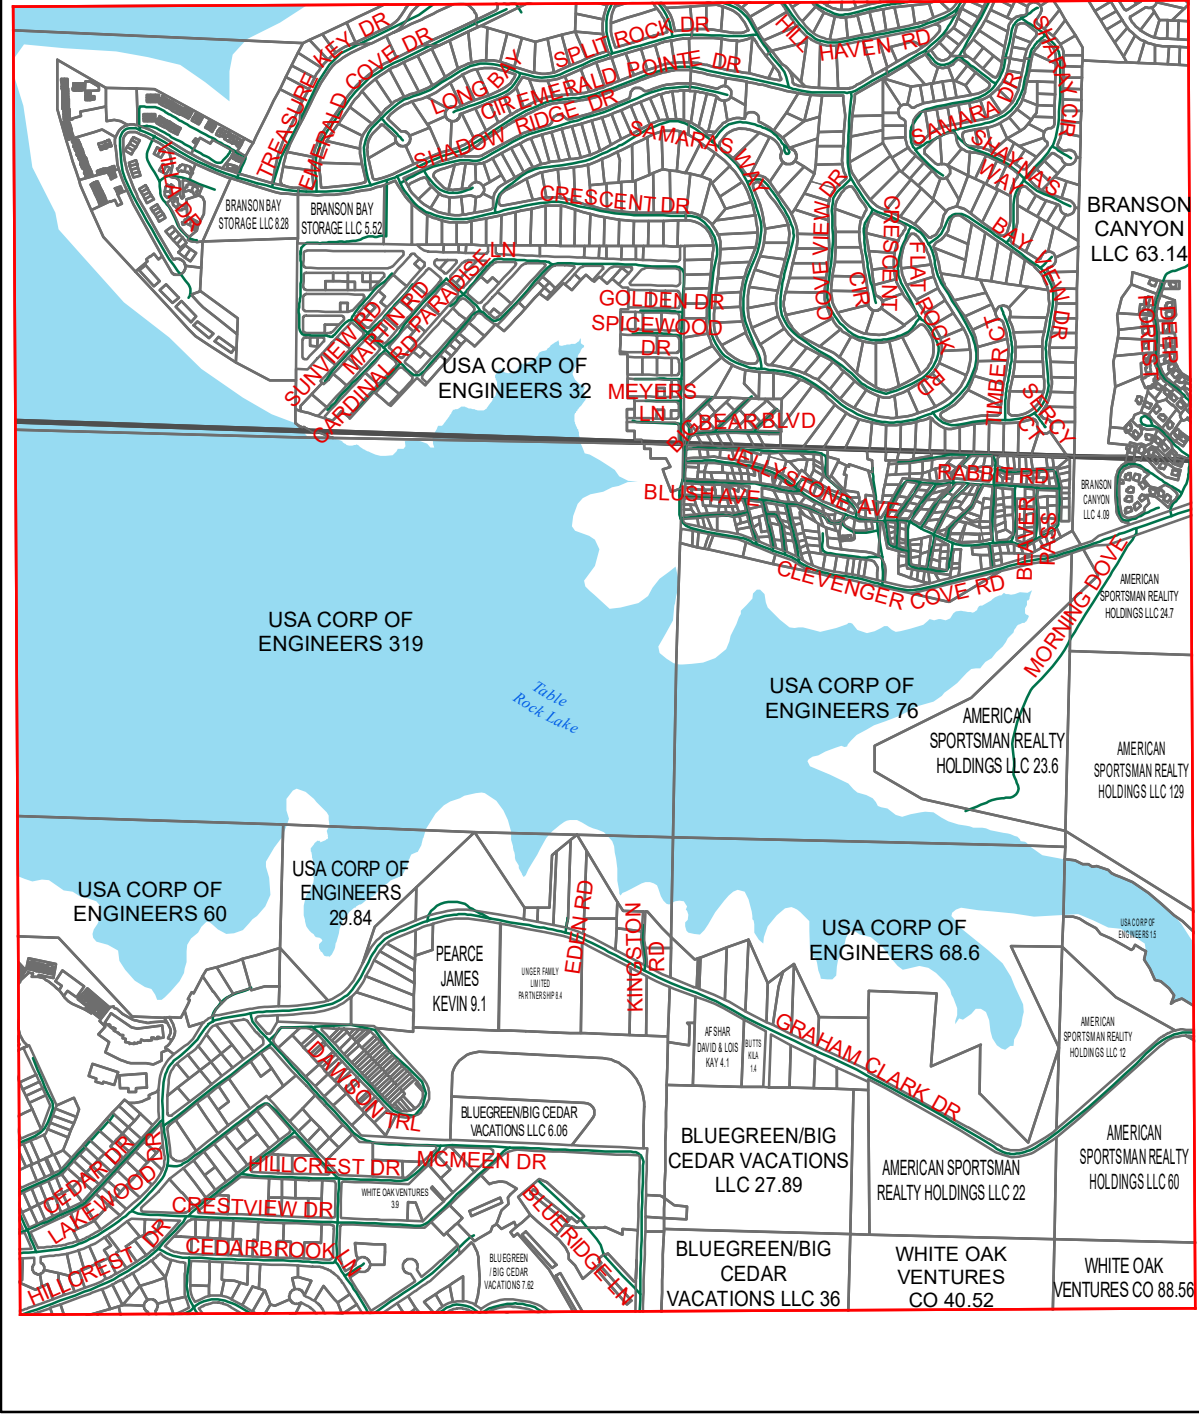 TREASURE KEY DR
EMERALD COVE DR
LONG BAY
CIR
SPLIT ROCK DR
EMERALD POINTE DR
SHADOW RIDGE DR
HILL HAVEN RD
SKARAY CIR
SAMARA DR
SHAYNA'S
WAY
SAMARAS WAY
CRESCENT DR
COVE VIEW DR
CRESCENT
CIR
FLAT ROCK
RD
BAY VIEW DR
BRANSON
CANYON
LLC 63.14
BRANSON BAY
STORAGE LLC 8.28
BRANSON BAY
STORAGE LLC 5.52
SUNVIEW RD
MARTIN RD
CARDINAL RD
PARADISE LN
GOLDEN DR
SPICEWOOD
DR
USA CORP OF
ENGINEERS 32
MEYERS
LN
BIG BEAR BLVD
TIMBER CT
SERCY
CT
DEER
FOREST
JELLYSTONE AVE
BLUSH AVE
RABBIT RD
BEAVER
PASS
BRANSON
CANYON
LLC 4.09
CLEVENGER COVE RD
MORNING DOVE
AMERICAN
SPORTSMAN REALITY
HOLDINGS LLC 24.7
USA CORP OF
ENGINEERS 319
Table
Rock Lake
USA CORP OF
ENGINEERS 76
AMERICAN
SPORTSMAN REALTY
HOLDINGS LLC 23.6
AMERICAN
SPORTSMAN REALTY
HOLDINGS LLC 129
USA CORP OF
ENGINEERS 60
USA CORP OF
ENGINEERS
29.84
PEARCE
JAMES
KEVIN 9.1
UNGER FAMILY
LIMITED
PARTNERSHIP 8.4
EDEN RD
KINGSTON
RD
USA CORP OF
ENGINEERS 68.6
USA CORP OF
ENGINEERS 15
AFSHAR
DAVID & LOIS
KAY 4.1
BUTTS
KILA
1.4
GRAHAM CLARK DR
AMERICAN
SPORTSMAN REALITY
HOLDINGS LLC 12
DAWSON TRL
BLUEGREEN/BIG CEDAR
VACATIONS LLC 6.06
BLUEGREEN/BIG
CEDAR VACATIONS
LLC 27.89
AMERICAN SPORTSMAN
REALTY HOLDINGS LLC 22
AMERICAN
SPORTSMAN REALTY
HOLDINGS LLC 60
CEDAR DR
LAKEWOOD DR
HILLCREST DR
MCMEEN DR
WHITE OAK VENTURES
3.9
CRESTVIEW DR
CEDARBROOK LN
HILLCREST DR
BLUERIDGE LN
BLUEGREEN
/ BIG CEDAR
VACATIONS 7.62
BLUEGREEN/BIG
CEDAR
VACATIONS LLC 36
WHITE OAK
VENTURES
CO 40.52
WHITE OAK
VENTURES CO 88.56